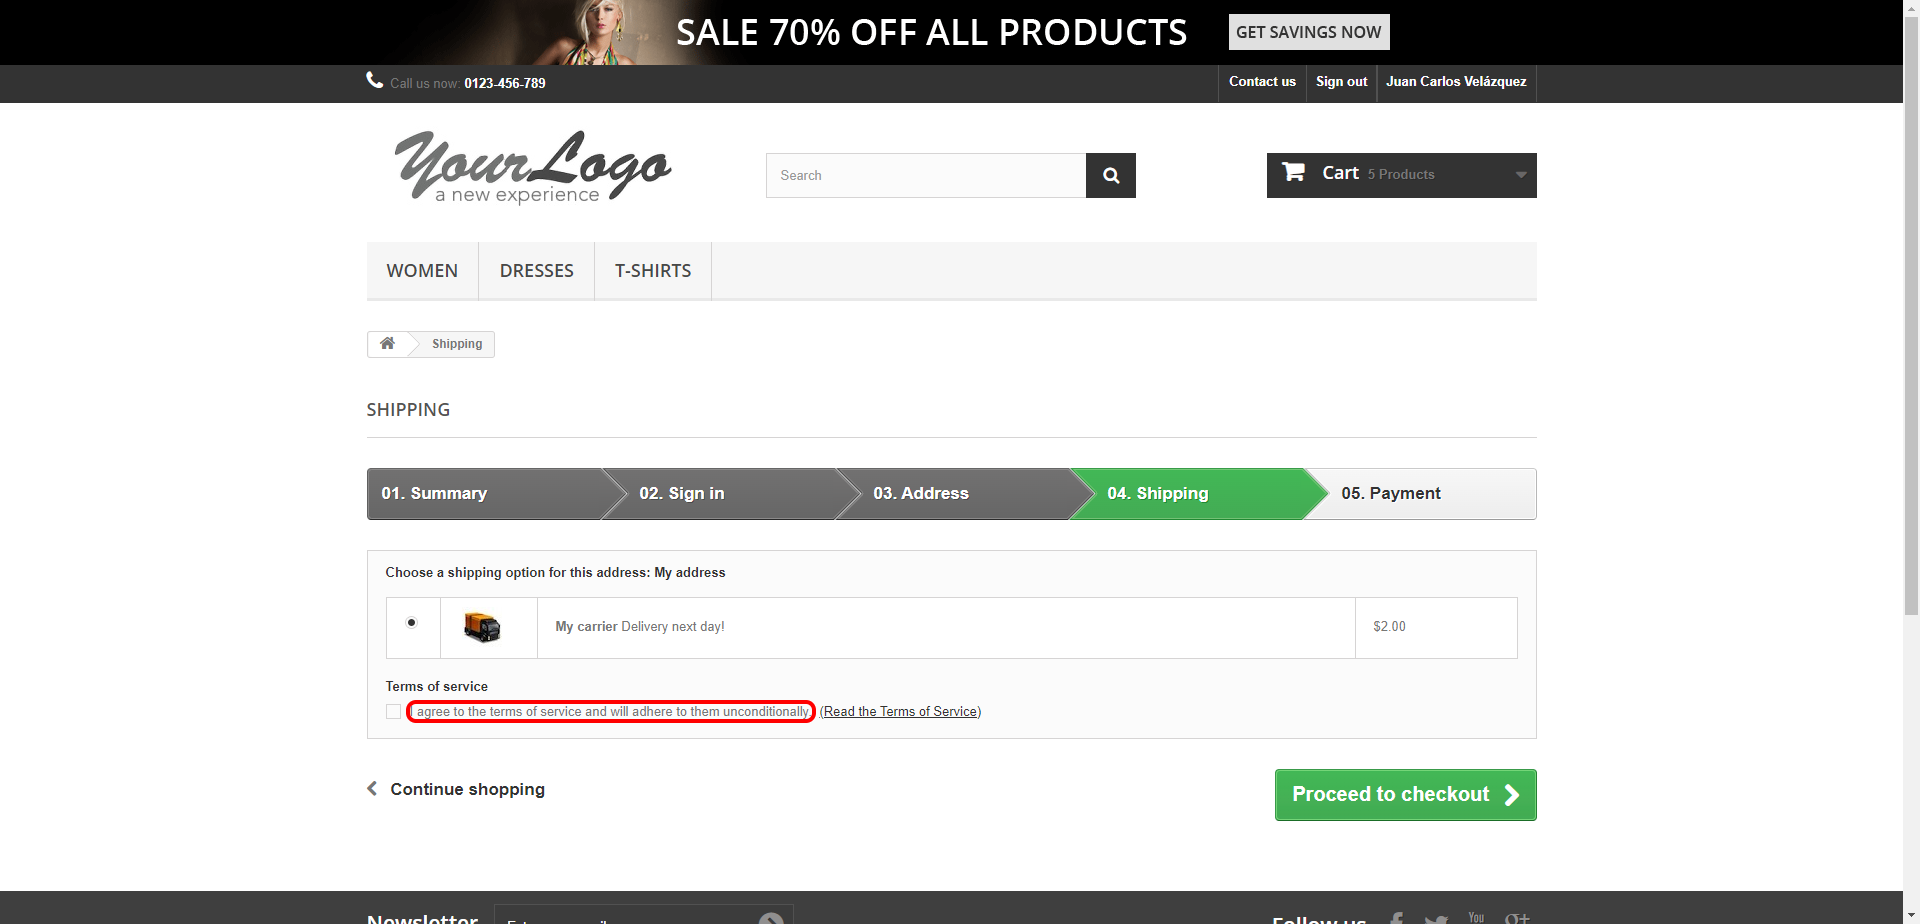 SALE 70% OFF ALL PRODUCTS GET SAVINGS NOW
Call us now: 0123-456-789 Contact us Sign out Juan Carlos Velázquez
YourLogo
a new experience
Search
Cart 5 Products
WOMEN DRESSES T-SHIRTS
Shipping
SHIPPING
01. Summary 02. Sign in 03. Address 04. Shipping 05. Payment
Choose a shipping option for this address: My address
My carrier Delivery next day! $2.00
Terms of service
I agree to the terms of service and will adhere to them unconditionally. (Read the Terms of Service)
Continue shopping Proceed to checkout
Newsletter Follow us You g+